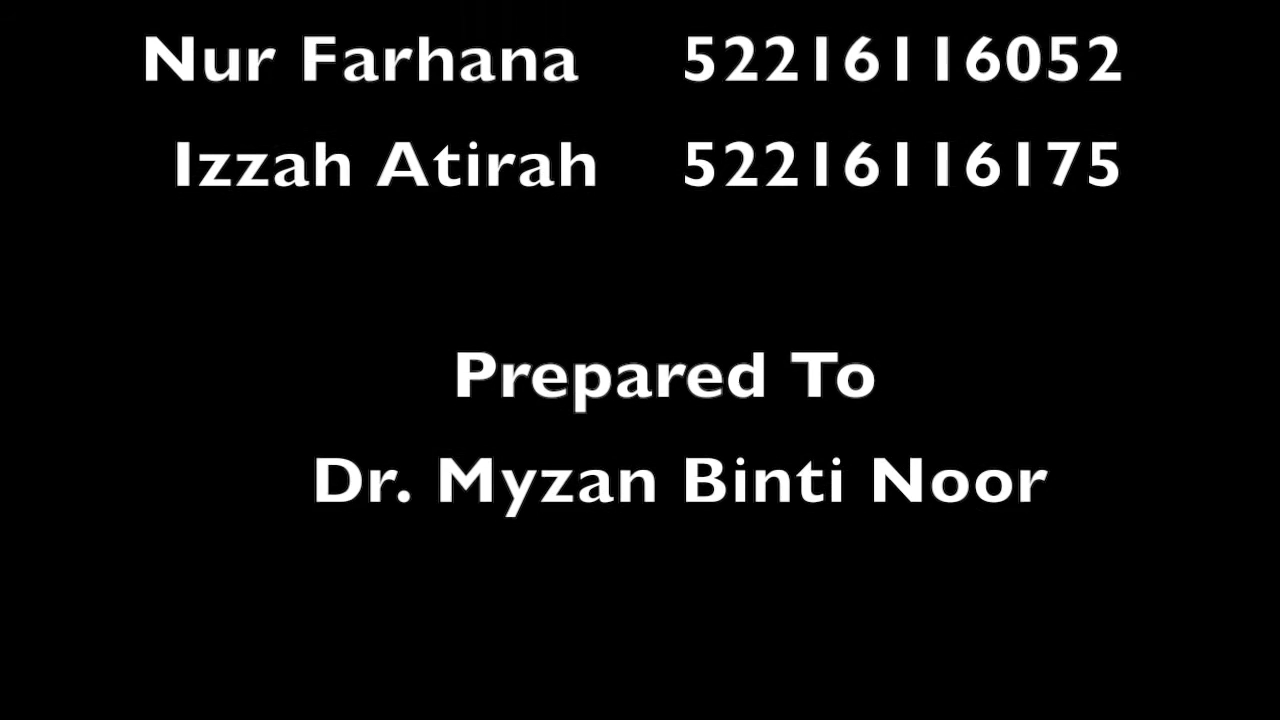 Nur Farhana 52216116052
Izzah Atirah 52216116175
Prepared To
Dr. Myzan Binti Noor